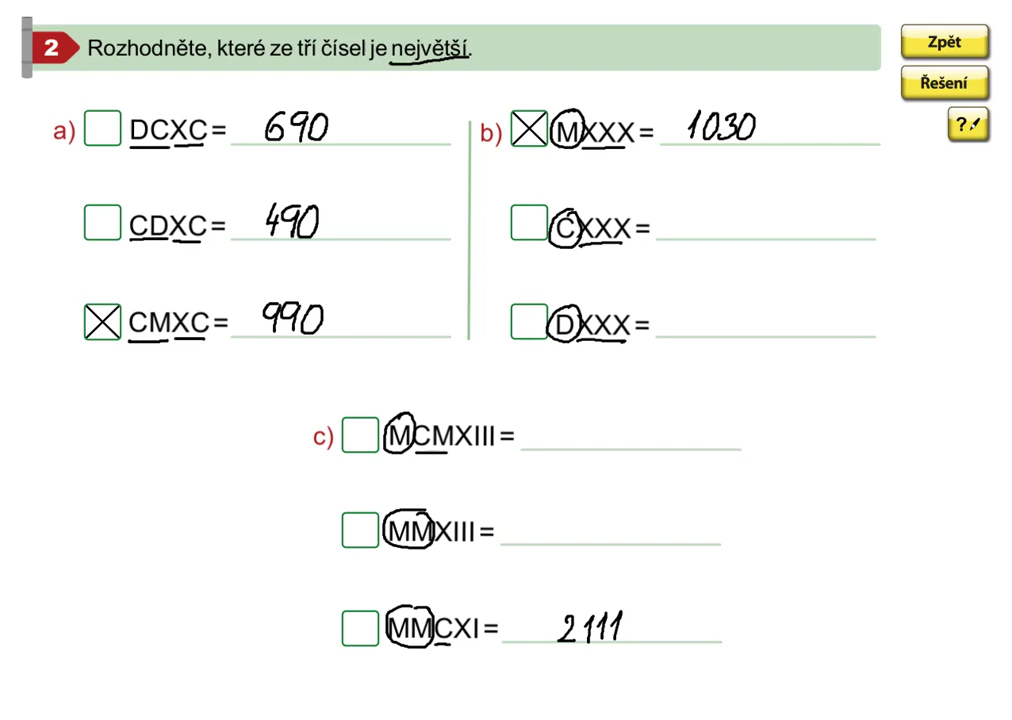 2 Rozhodněte, které ze tří čísel je největší.
Zpět
Řešení
?
a) DCXC = 690
CDXC = 490
CMXC = 990
b) MXXX = 1030
CXXX =
DXXX =
c) MCMXIII =
MMXIII =
MMCXI = 2111